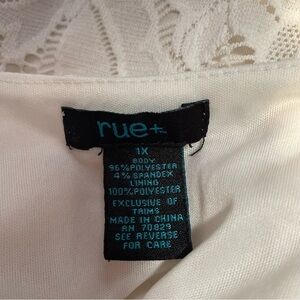 rue+
1X
BODY
96%POLYESTER
4% SPANDEX
LINING
100%POLYESTER
EXCLUSIVE OF
TRIMS
MADE IN CHINA
RN 70829
SEE REVERSE
FOR CARE